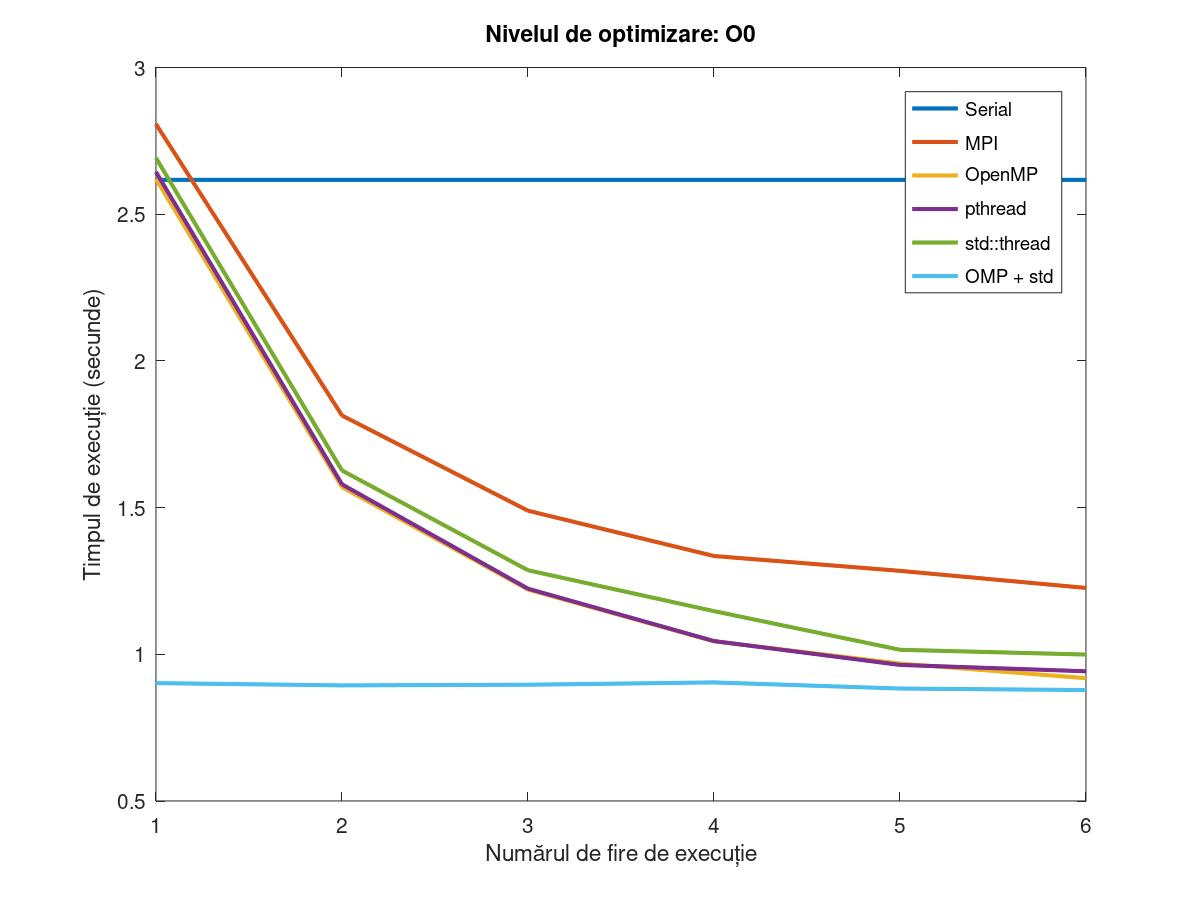 Nivelul de optimizare: O0
3
2.5
2
1.5
1
0.5
Timpul de execuție (secunde)
Serial
MPI
OpenMP
pthread
std::thread
OMP + std
1 2 3 4 5 6
Numărul de fire de execuție